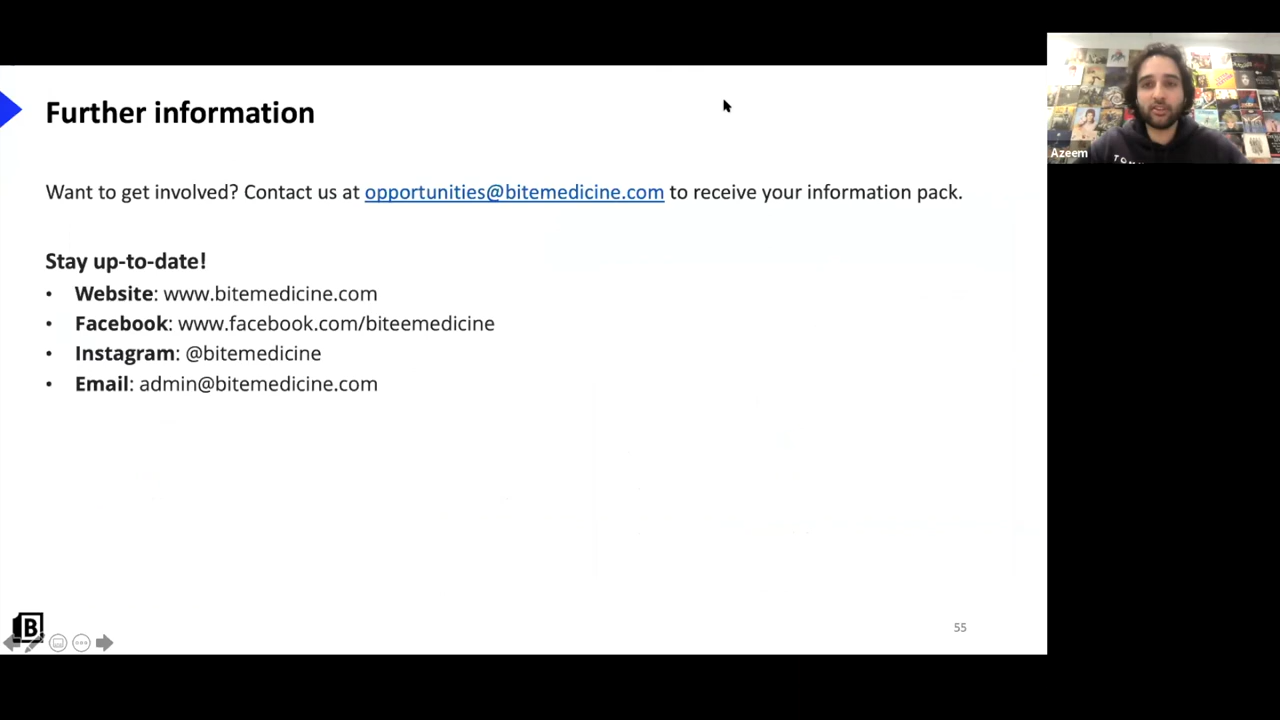 Further information
Want to get involved? Contact us at opportunities@bitemedicine.com to receive your information pack.
Stay up-to-date!
• Website: www.bitemedicine.com
• Facebook: www.facebook.com/biteemedicine
• Instagram: @bitemedicine
• Email: admin@bitemedicine.com
B
55
Azeem